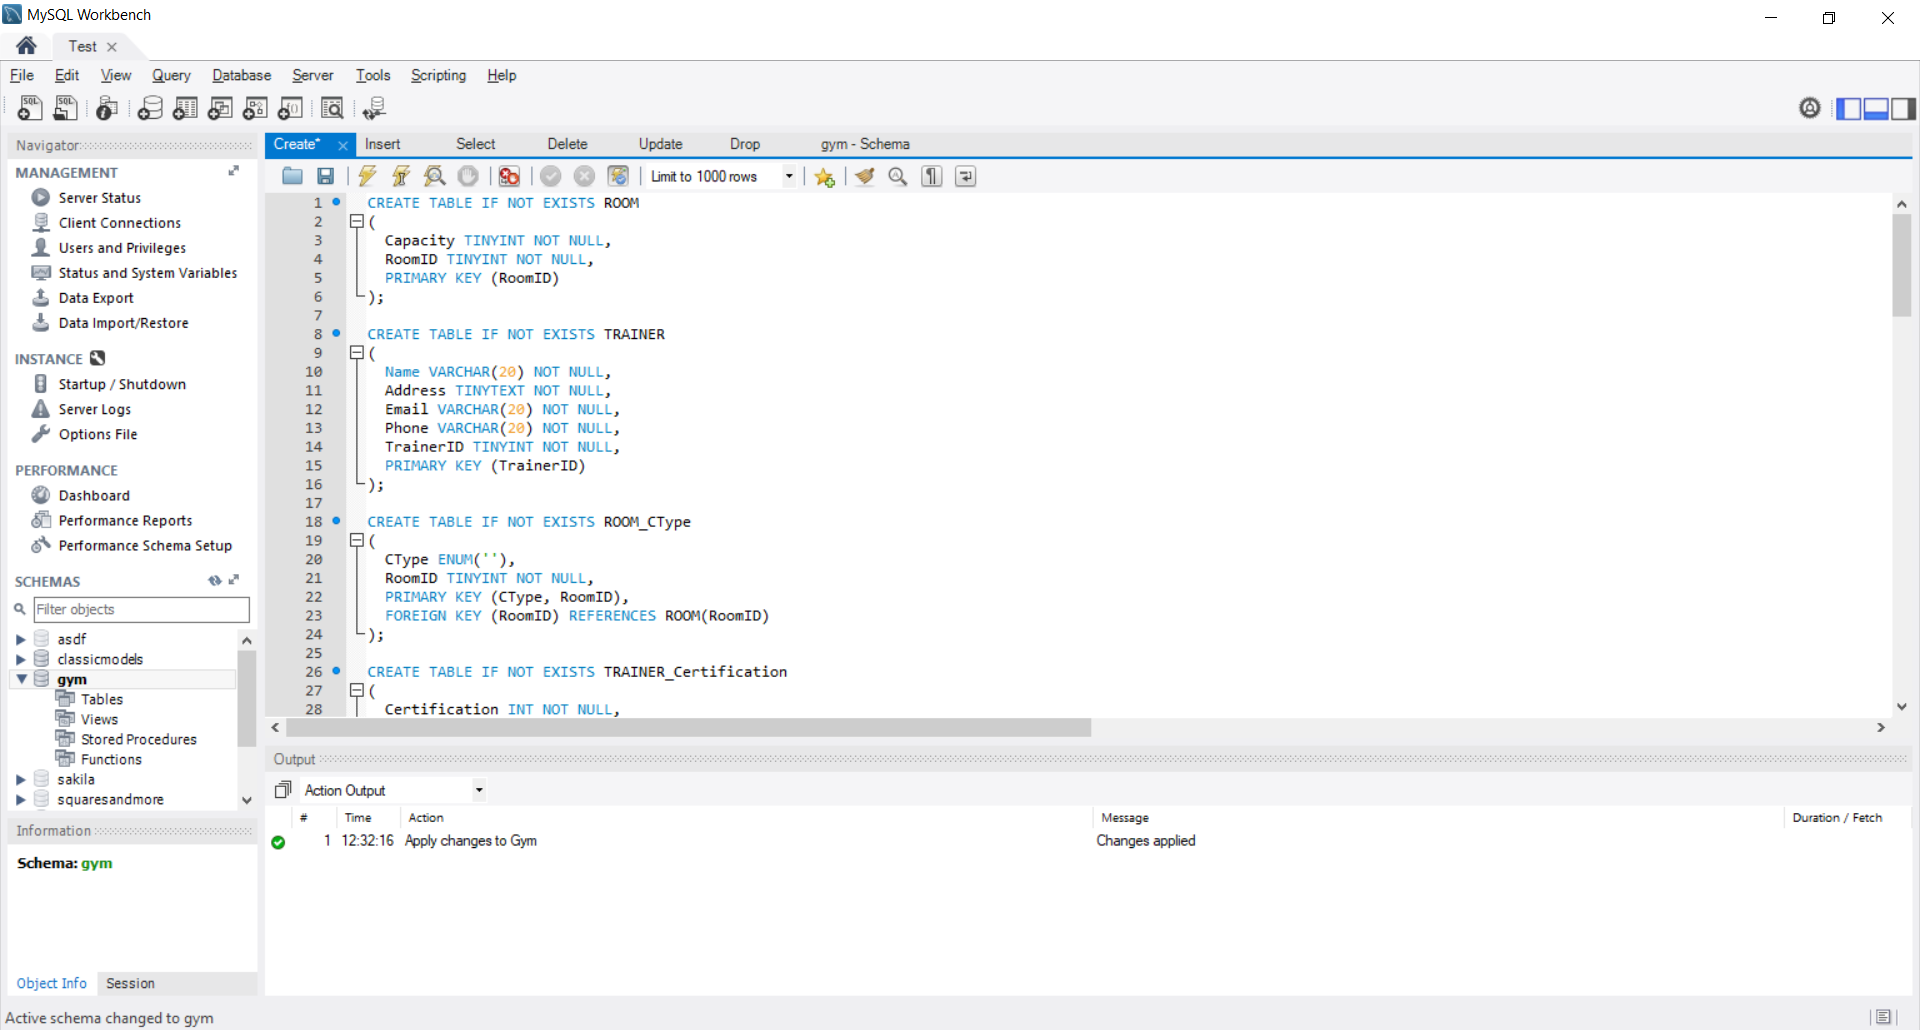 MySQL Workbench
Test
File Edit View Query Database Server Tools Scripting Help
Navigator
MANAGEMENT
Server Status
Client Connections
Users and Privileges
Status and System Variables
Data Export
Data Import/Restore
INSTANCE
Startup / Shutdown
Server Logs
Options File
PERFORMANCE
Dashboard
Performance Reports
Performance Schema Setup
SCHEMAS
Filter objects
asdf
classicmodels
gym
Tables
Views
Stored Procedures
Functions
sakila
squaresandmore
Information
Schema: gym
Object Info Session
Create* Insert Select Delete Update Drop gym - Schema
Limit to 1000 rows
1 CREATE TABLE IF NOT EXISTS ROOM
2 (
3 Capacity TINYINT NOT NULL,
4 RoomID TINYINT NOT NULL,
5 PRIMARY KEY (RoomID)
6 );
7
8 CREATE TABLE IF NOT EXISTS TRAINER
9 (
10 Name VARCHAR(20) NOT NULL,
11 Address TINYTEXT NOT NULL,
12 Email VARCHAR(20) NOT NULL,
13 Phone VARCHAR(20) NOT NULL,
14 TrainerID TINYINT NOT NULL,
15 PRIMARY KEY (TrainerID)
16 );
17
18 CREATE TABLE IF NOT EXISTS ROOM_CType
19 (
20 CType ENUM(''),
21 RoomID TINYINT NOT NULL,
22 PRIMARY KEY (CType, RoomID),
23 FOREIGN KEY (RoomID) REFERENCES ROOM(RoomID)
24 );
25
26 CREATE TABLE IF NOT EXISTS TRAINER_Certification
27 (
28 Certification INT NOT NULL,
Output
Action Output
# Time Action Message Duration / Fetch
1 12:32:16 Apply changes to Gym Changes applied
Active schema changed to gym